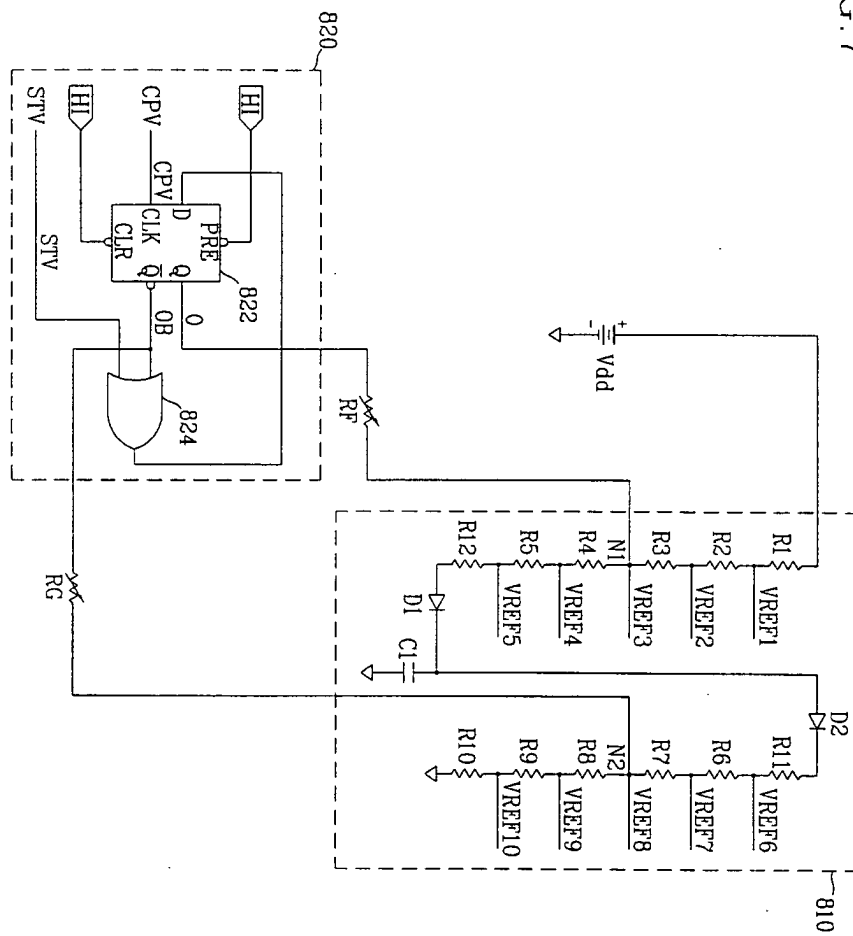 G. 7
820
HI
CPV
HI
STV
CPV
STV
D
PRE
CLK
CLR
Q
Q̅
822
O
OB
824
Vdd
+
-
RF
RG
810
R1
VREF1
R2
VREF2
R3
N1
VREF3
R4
VREF4
R5
VREF5
R12
D1
C1
D2
R11
VREF6
R6
VREF7
R7
N2
VREF8
R8
VREF9
R9
VREF10
R10